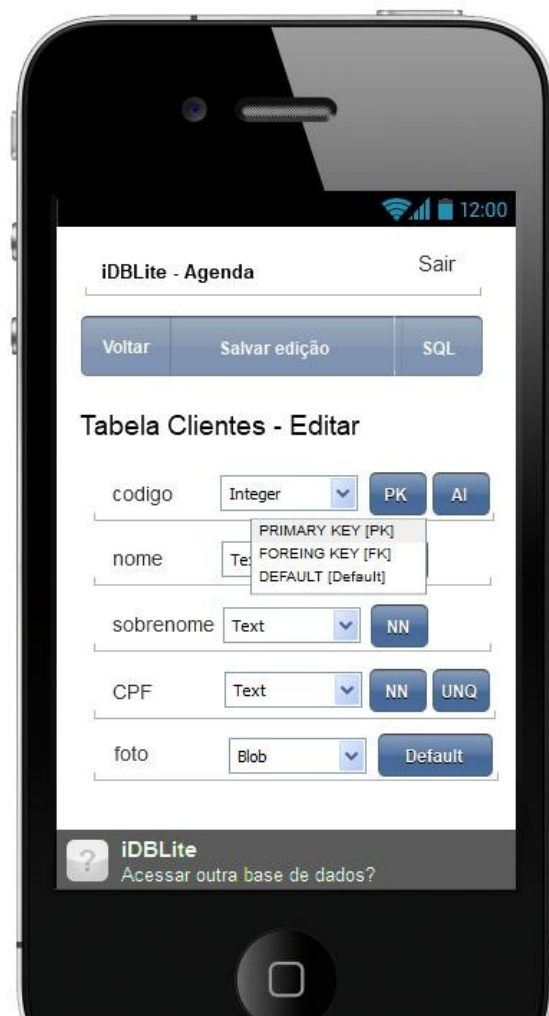 12:00
iDBLite - Agenda Sair
Voltar Salvar edição SQL
Tabela Clientes - Editar
codigo Integer PK AI
PRIMARY KEY [PK]
FOREING KEY [FK]
DEFAULT [Default]
nome
sobrenome Text NN
CPF Text NN UNQ
foto Blob Default
? iDBLite
Acessar outra base de dados?